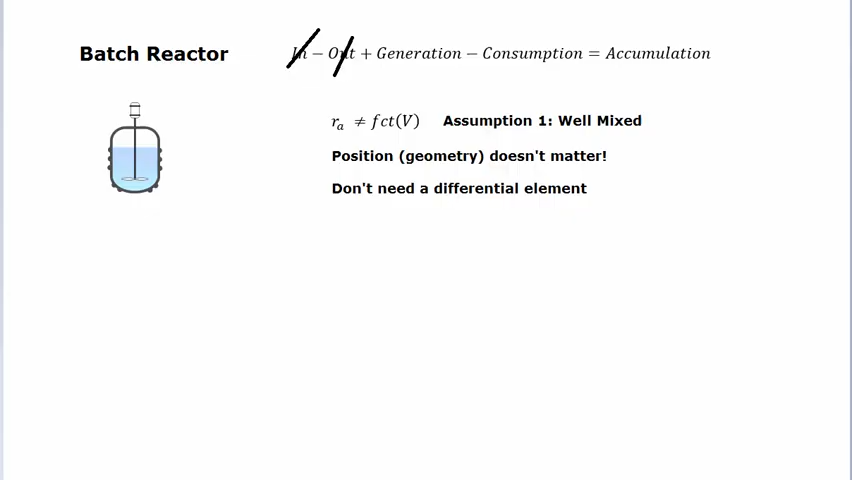 Batch Reactor
In − Out + Generation − Consumption = Accumulation
rₐ ≠ fct(V) Assumption 1: Well Mixed
Position (geometry) doesn't matter!
Don't need a differential element